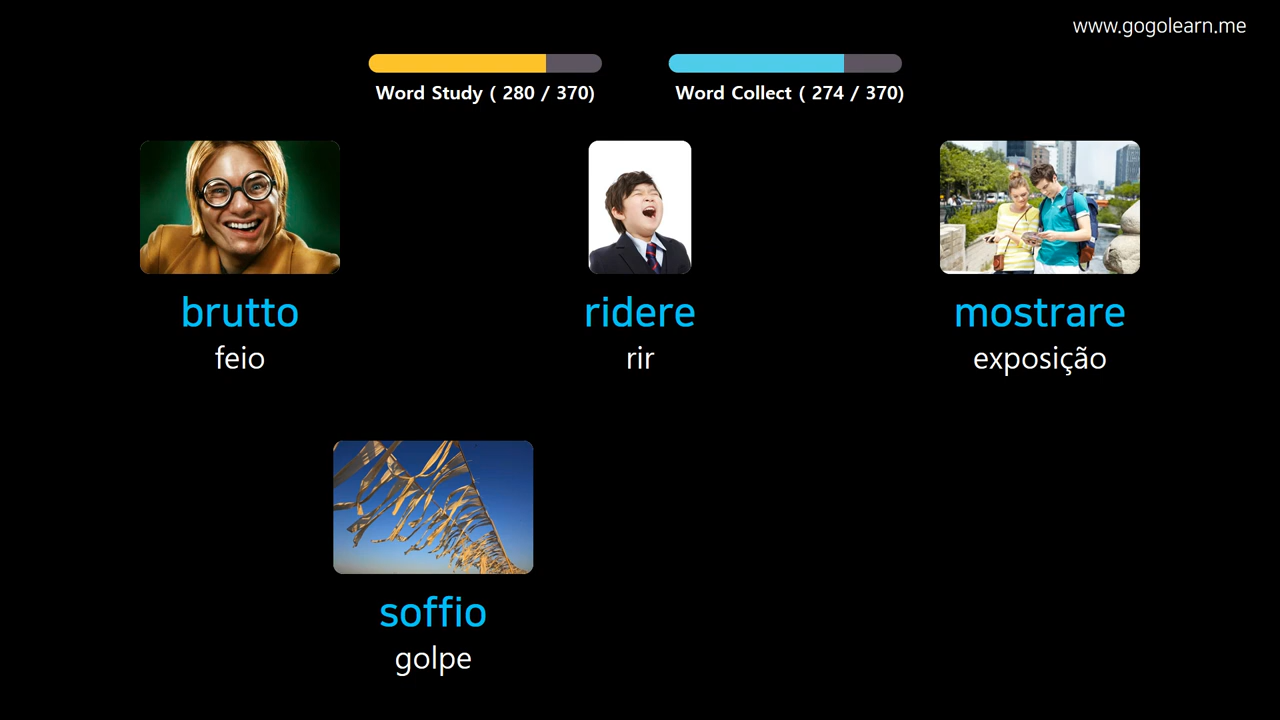 www.gogolearn.me
Word Study ( 280 / 370)
Word Collect ( 274 / 370)
brutto
feio
ridere
rir
mostrare
exposição
soffio
golpe